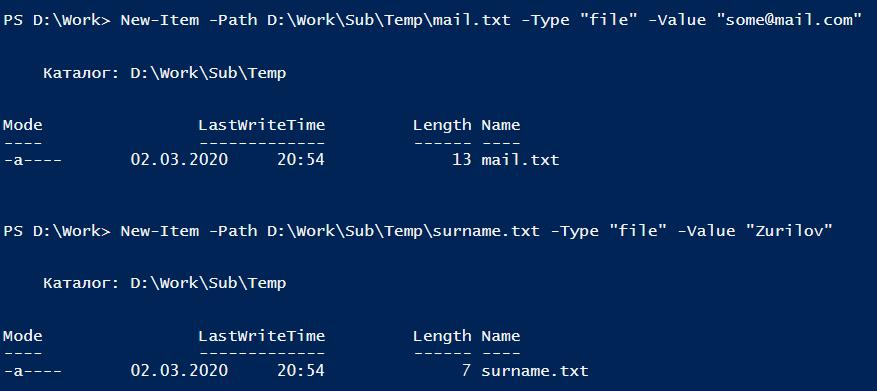 PS D:\Work> New-Item -Path D:\Work\Sub\Temp\mail.txt -Type "file" -Value "some@mail.com"
Каталог: D:\Work\Sub\Temp
Mode LastWriteTime Length Name
---- ------------- ------ ----
-a---- 02.03.2020 20:54 13 mail.txt
PS D:\Work> New-Item -Path D:\Work\Sub\Temp\surname.txt -Type "file" -Value "Zurilov"
Каталог: D:\Work\Sub\Temp
Mode LastWriteTime Length Name
---- ------------- ------ ----
-a---- 02.03.2020 20:54 7 surname.txt